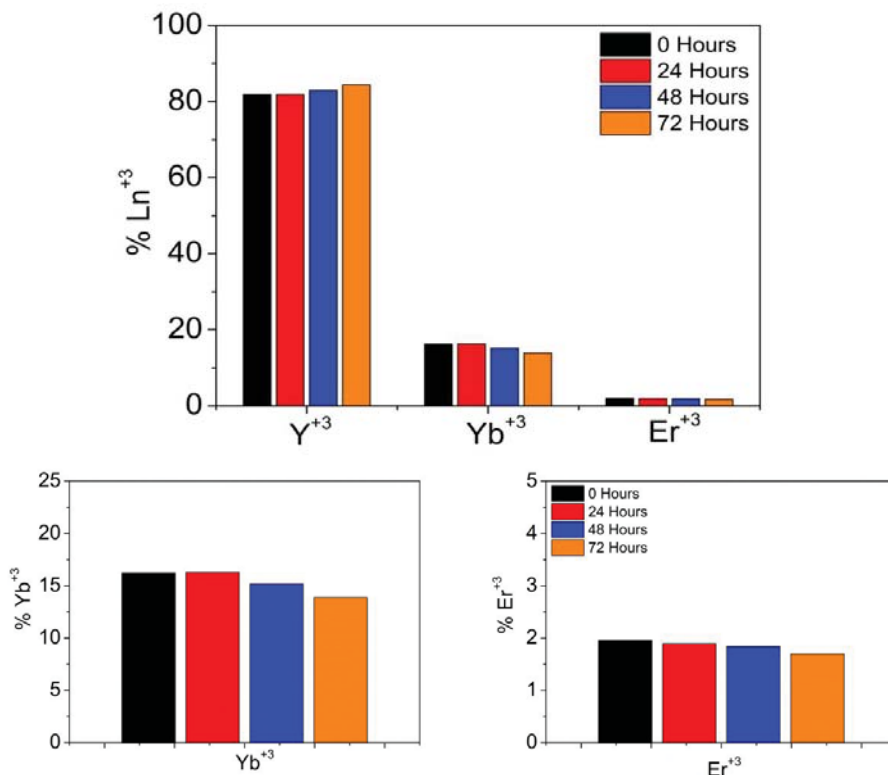 100
80
60
40
20
0
% Ln+3
0 Hours
24 Hours
48 Hours
72 Hours
Y+3 Yb+3 Er+3
25
20
15
10
5
0
% Yb+3
Yb+3
5
4
3
2
1
0
% Er+3
0 Hours
24 Hours
48 Hours
72 Hours
Er+3